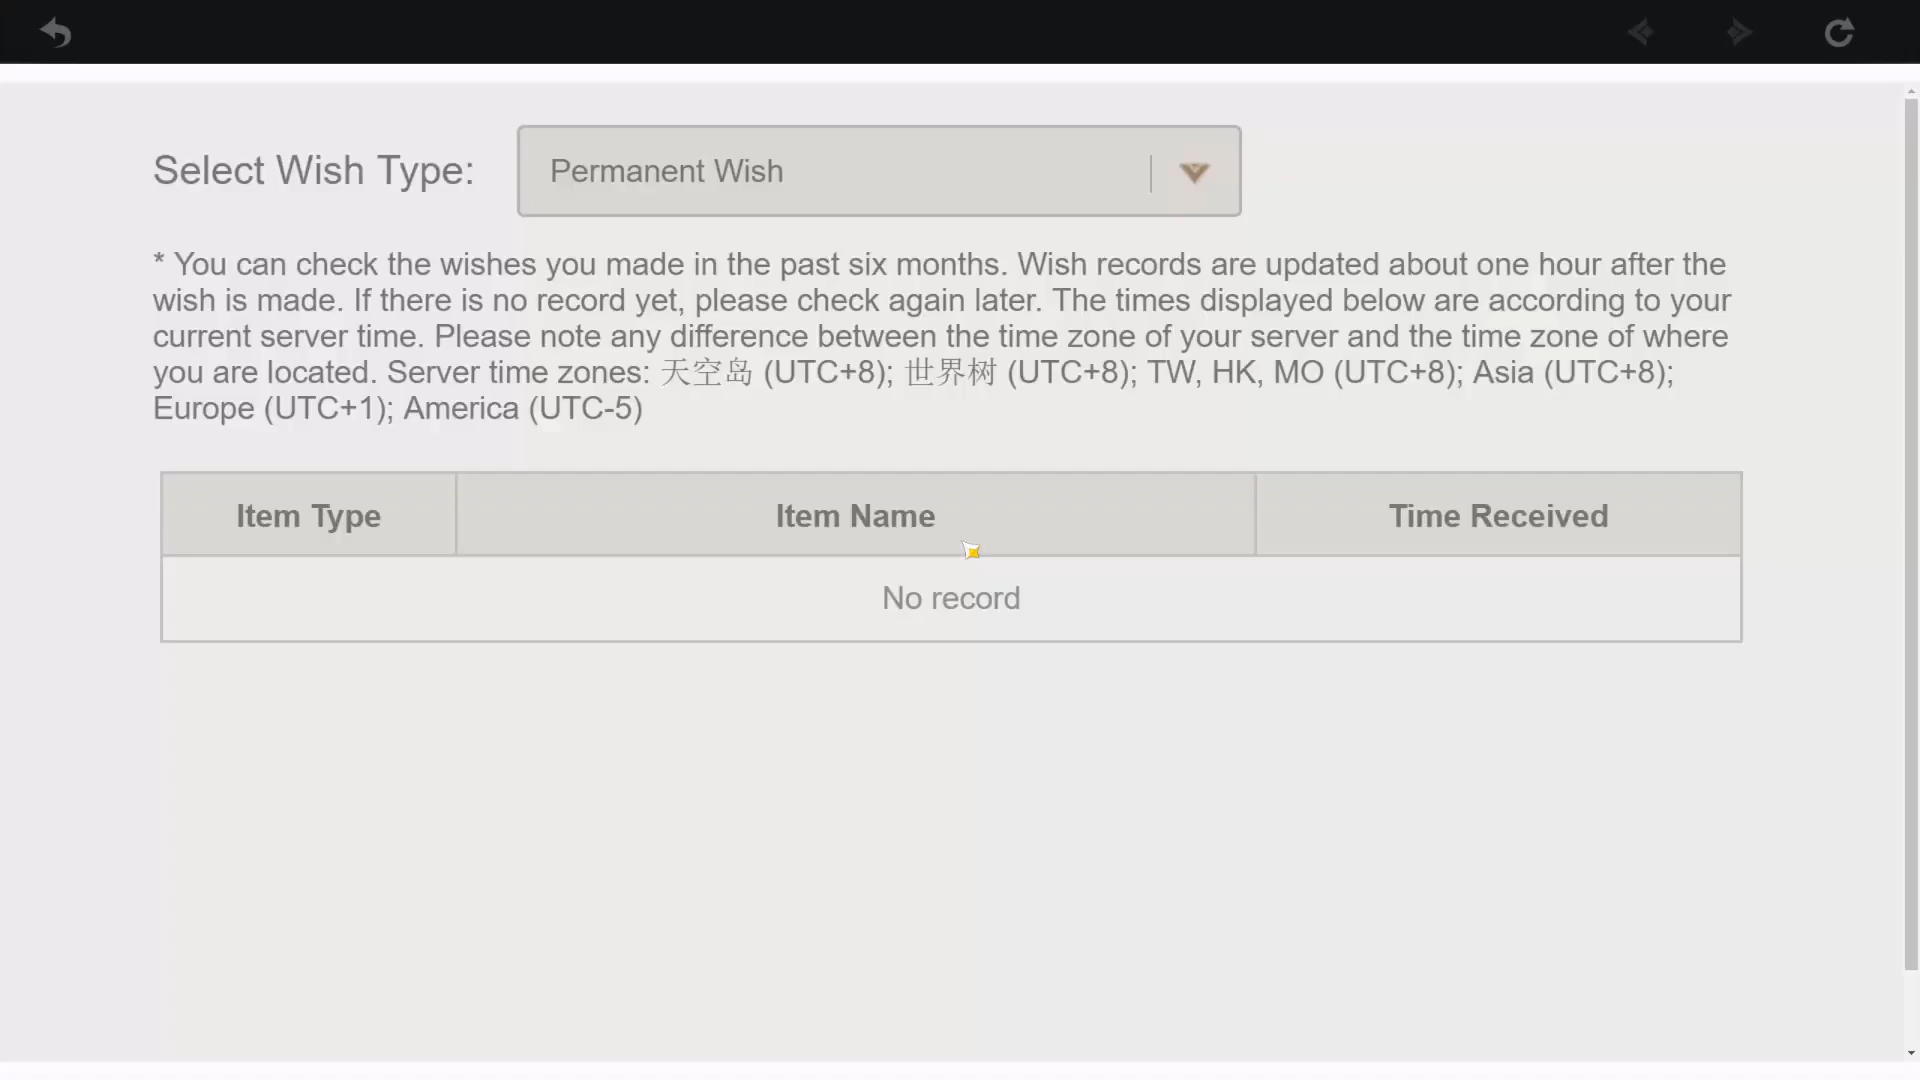 Select Wish Type:
Permanent Wish
* You can check the wishes you made in the past six months. Wish records are updated about one hour after the
wish is made. If there is no record yet, please check again later. The times displayed below are according to your
current server time. Please note any difference between the time zone of your server and the time zone of where
you are located. Server time zones: 天空岛 (UTC+8); 世界树 (UTC+8); TW, HK, MO (UTC+8); Asia (UTC+8);
Europe (UTC+1); America (UTC-5)
Item Type
Item Name
Time Received
No record